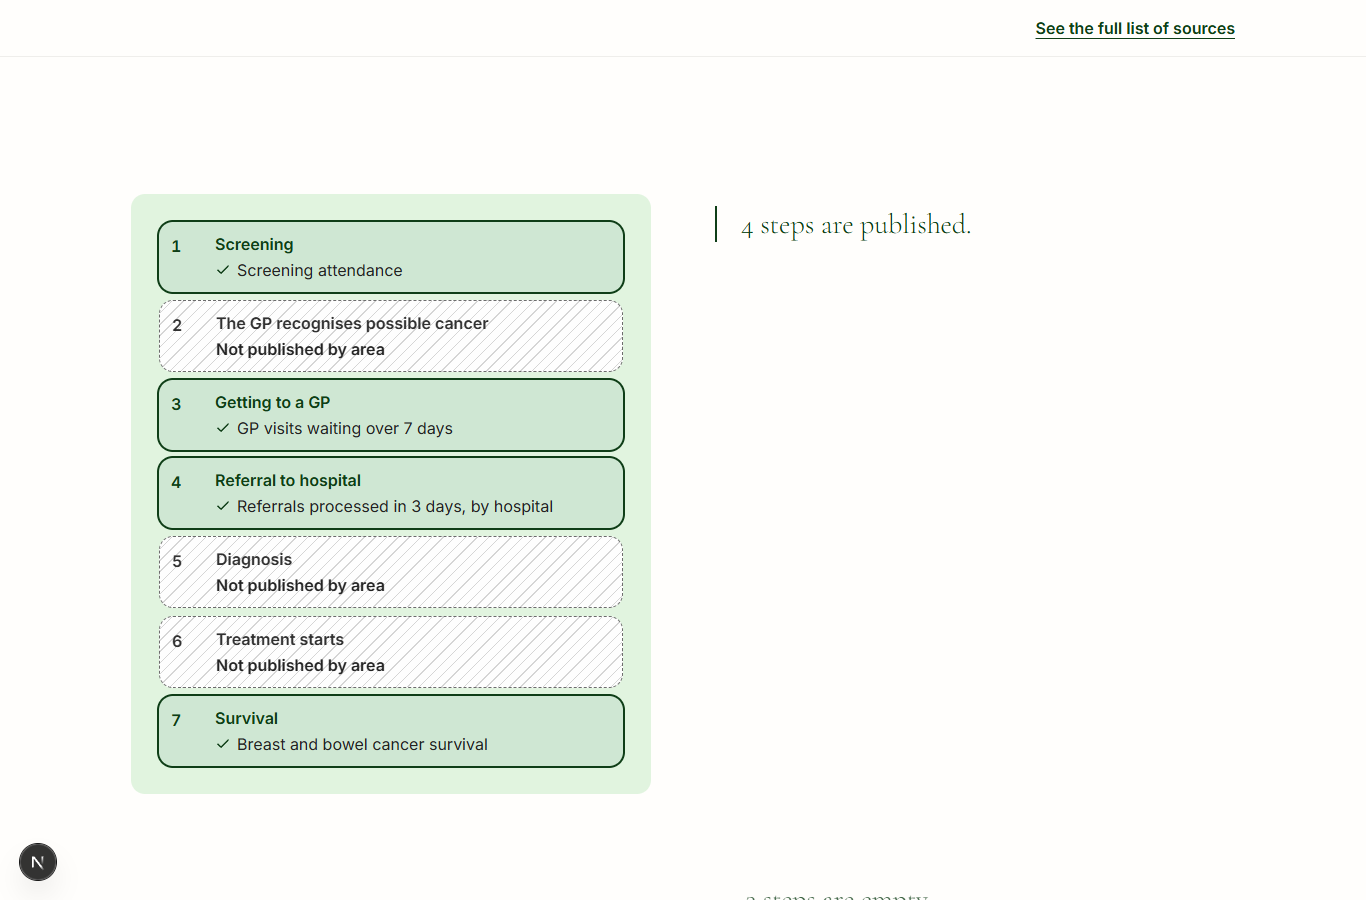 See the full list of sources
1
Screening
✓ Screening attendance
2
The GP recognises possible cancer
Not published by area
3
Getting to a GP
✓ GP visits waiting over 7 days
4
Referral to hospital
✓ Referrals processed in 3 days, by hospital
5
Diagnosis
Not published by area
6
Treatment starts
Not published by area
7
Survival
✓ Breast and bowel cancer survival
4 steps are published.
N
steps are empty